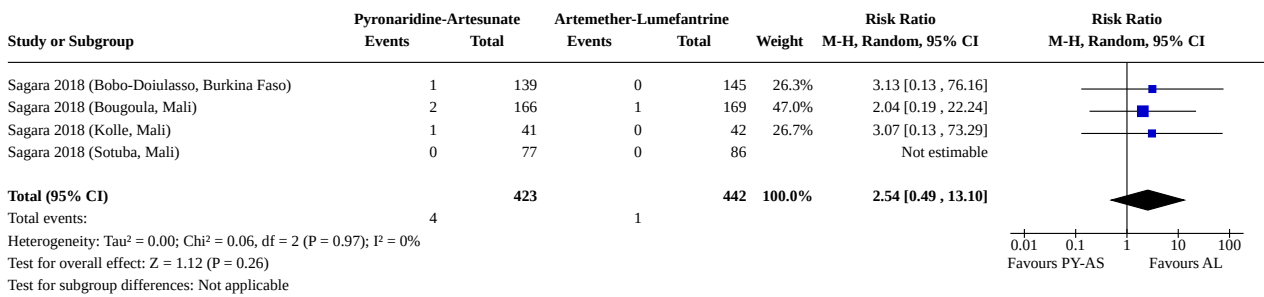 Pyronaridine-Artesunate Artemether-Lumefantrine Risk Ratio Risk Ratio
Study or Subgroup Events Total Events Total Weight M-H, Random, 95% CI M-H, Random, 95% CI
Sagara 2018 (Bobo-Doiulasso, Burkina Faso) 1 139 0 145 26.3% 3.13 [0.13 , 76.16]
Sagara 2018 (Bougoula, Mali) 2 166 1 169 47.0% 2.04 [0.19 , 22.24]
Sagara 2018 (Kolle, Mali) 1 41 0 42 26.7% 3.07 [0.13 , 73.29]
Sagara 2018 (Sotuba, Mali) 0 77 0 86 Not estimable
Total (95% CI) 423 442 100.0% 2.54 [0.49 , 13.10]
Total events: 4 1
Heterogeneity: Tau² = 0.00; Chi² = 0.06, df = 2 (P = 0.97); I² = 0%
Test for overall effect: Z = 1.12 (P = 0.26)
Test for subgroup differences: Not applicable
0.01 0.1 1 10 100
Favours PY-AS Favours AL